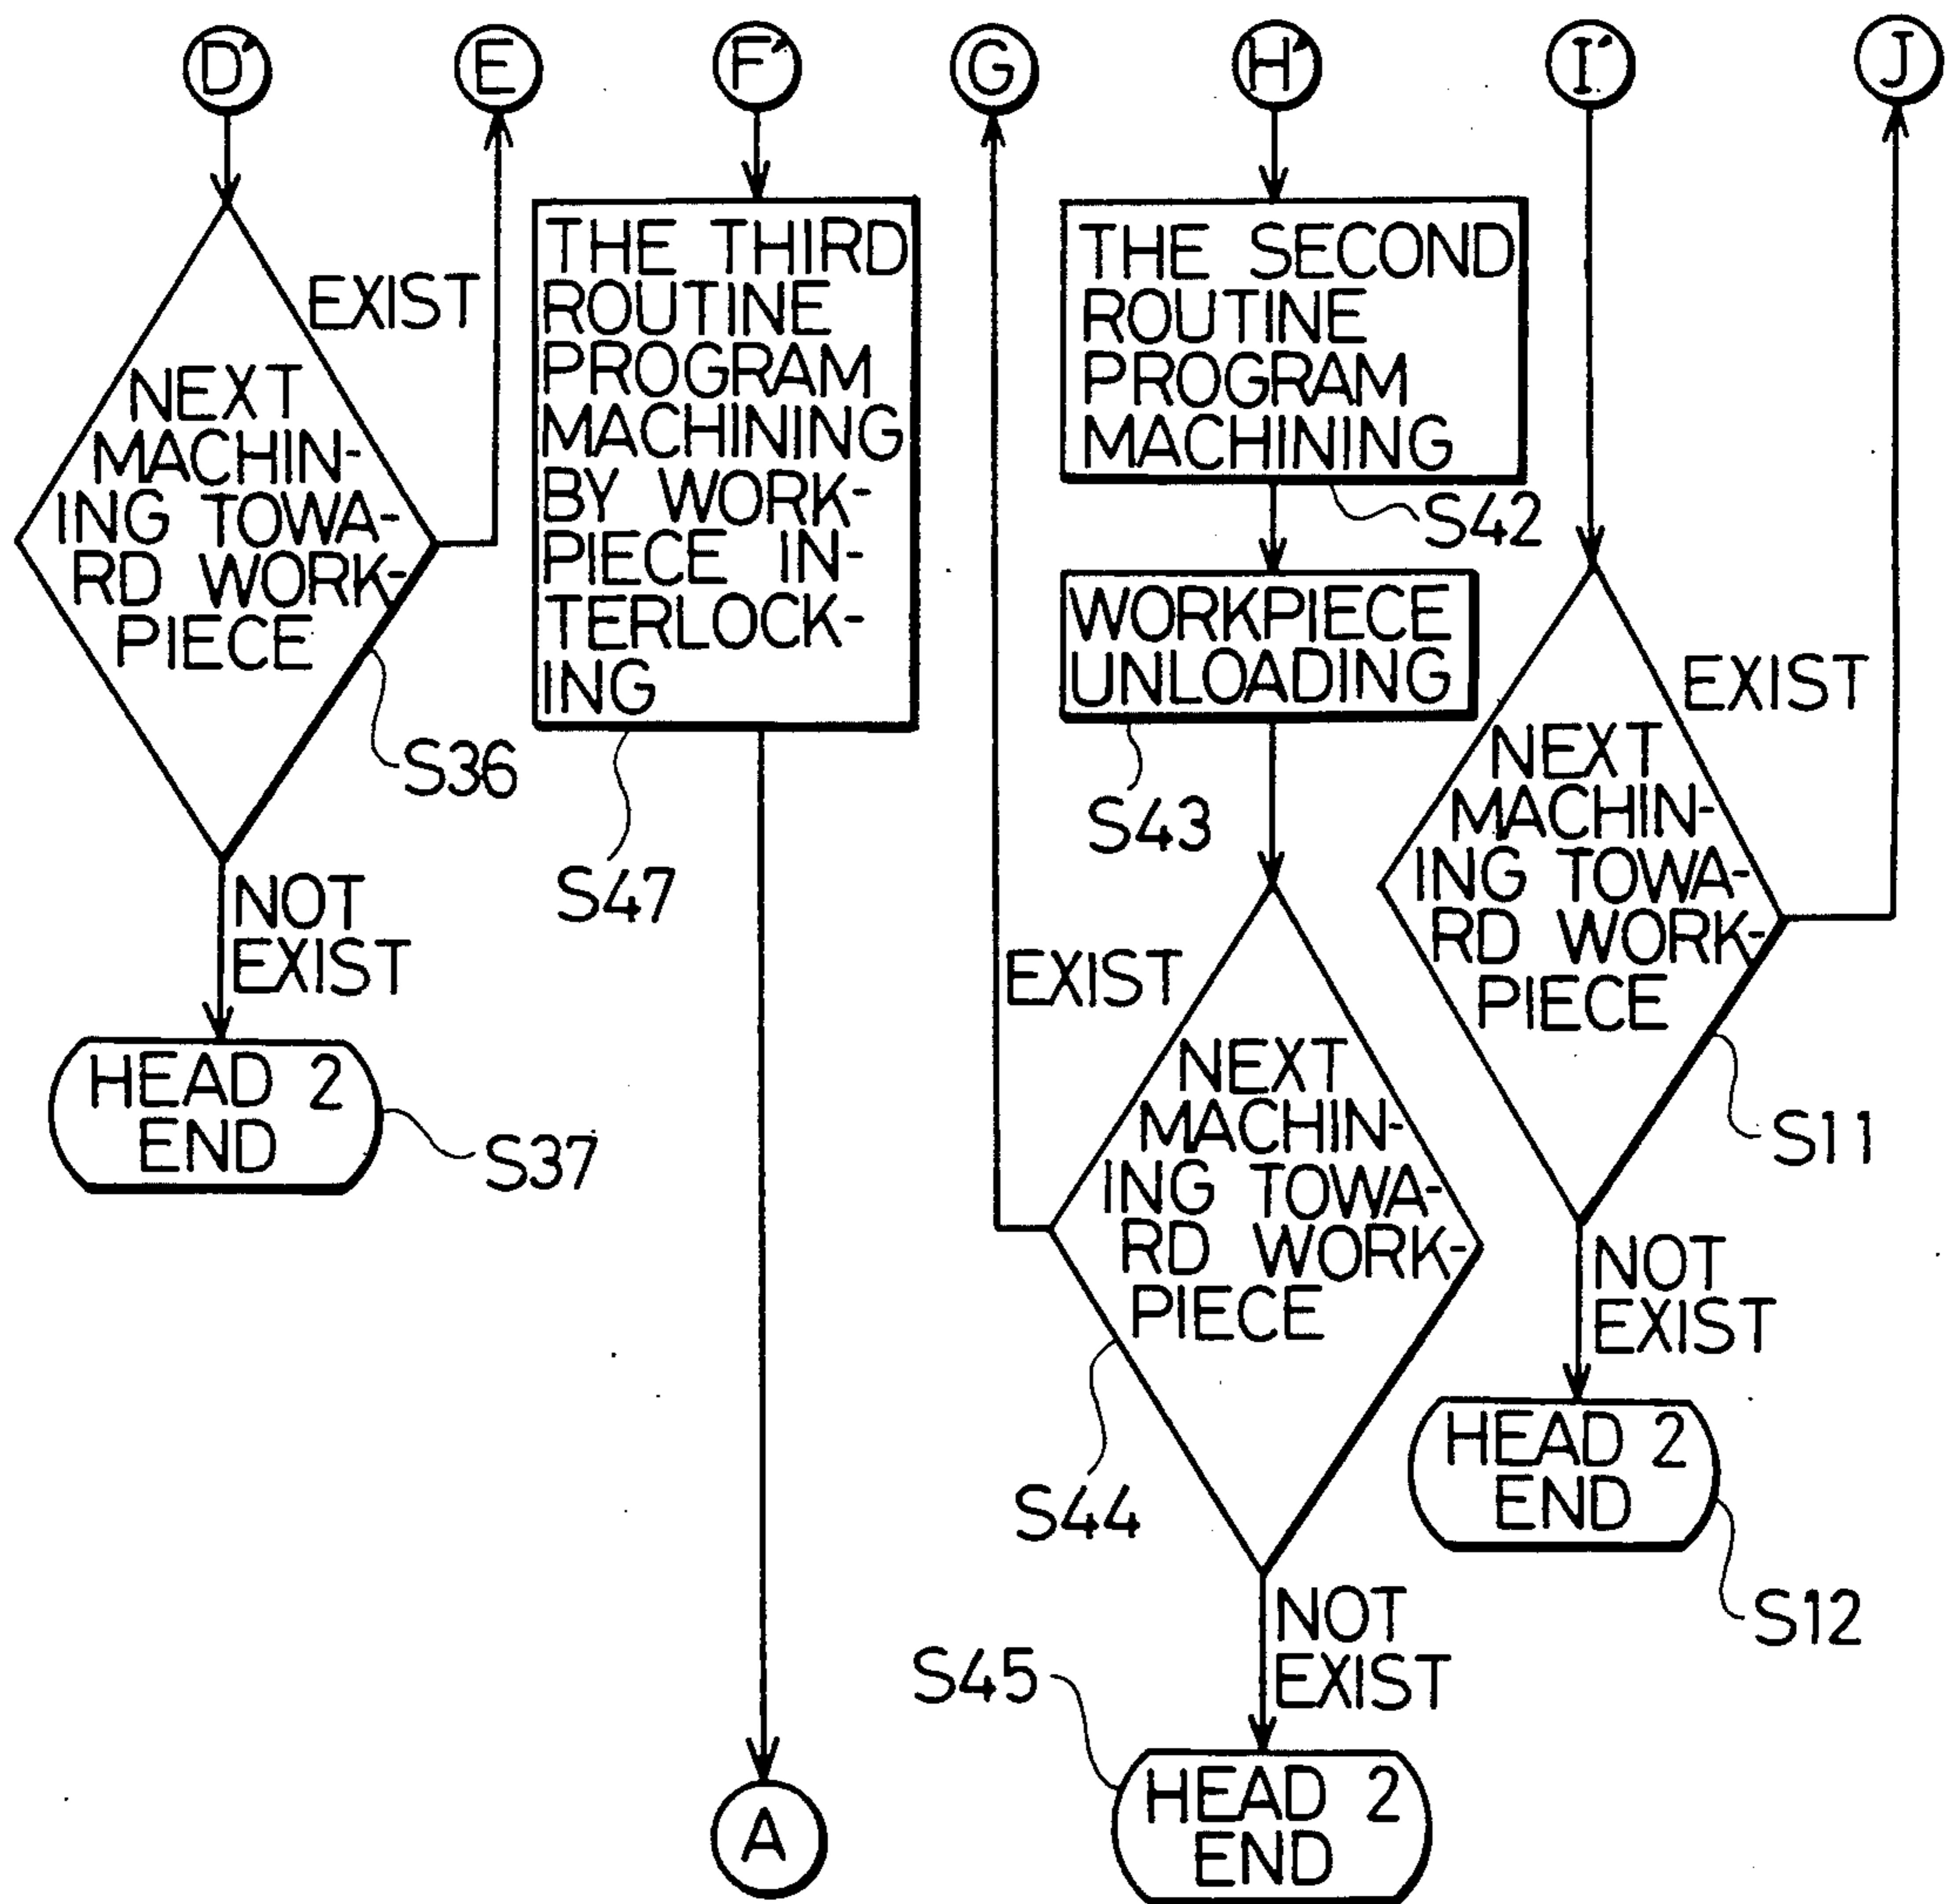 D'
E
F'
G
H'
I'
J
EXIST
NEXT
MACHIN-
ING TOWA-
RD WORK-
PIECE
S36
NOT
EXIST
HEAD 2
END
S37
THE THIRD
ROUTINE
PROGRAM
MACHINING
BY WORK-
PIECE IN-
TERLOCK-
ING
S47
A
THE SECOND
ROUTINE
PROGRAM
MACHINING
S42
WORKPIECE
UNLOADING
S43
EXIST
NEXT
MACHIN-
ING TOWA-
RD WORK-
PIECE
S44
NOT
EXIST
S45
HEAD 2
END
EXIST
NEXT
MACHIN-
ING TOWA-
RD WORK-
PIECE
S11
NOT
EXIST
HEAD 2
END
S12